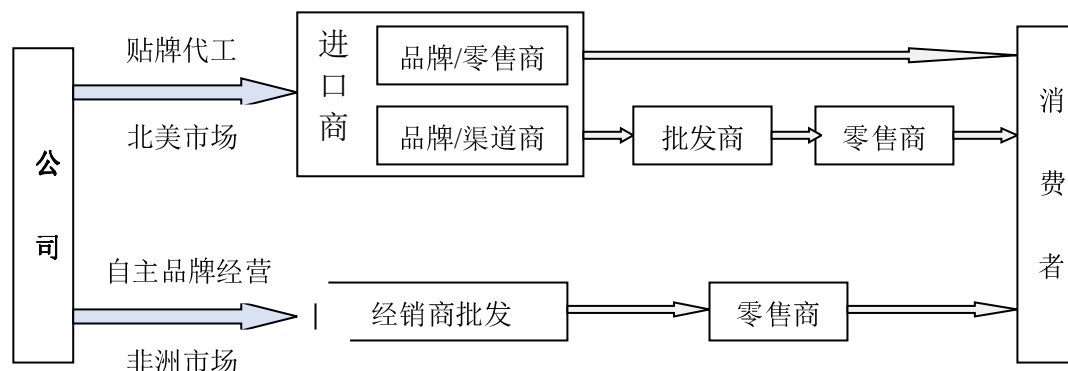 公司
贴牌代工
北美市场
进口商
品牌/零售商
品牌/渠道商
批发商
零售商
自主品牌经营
非洲市场
经销商批发
零售商
消费者